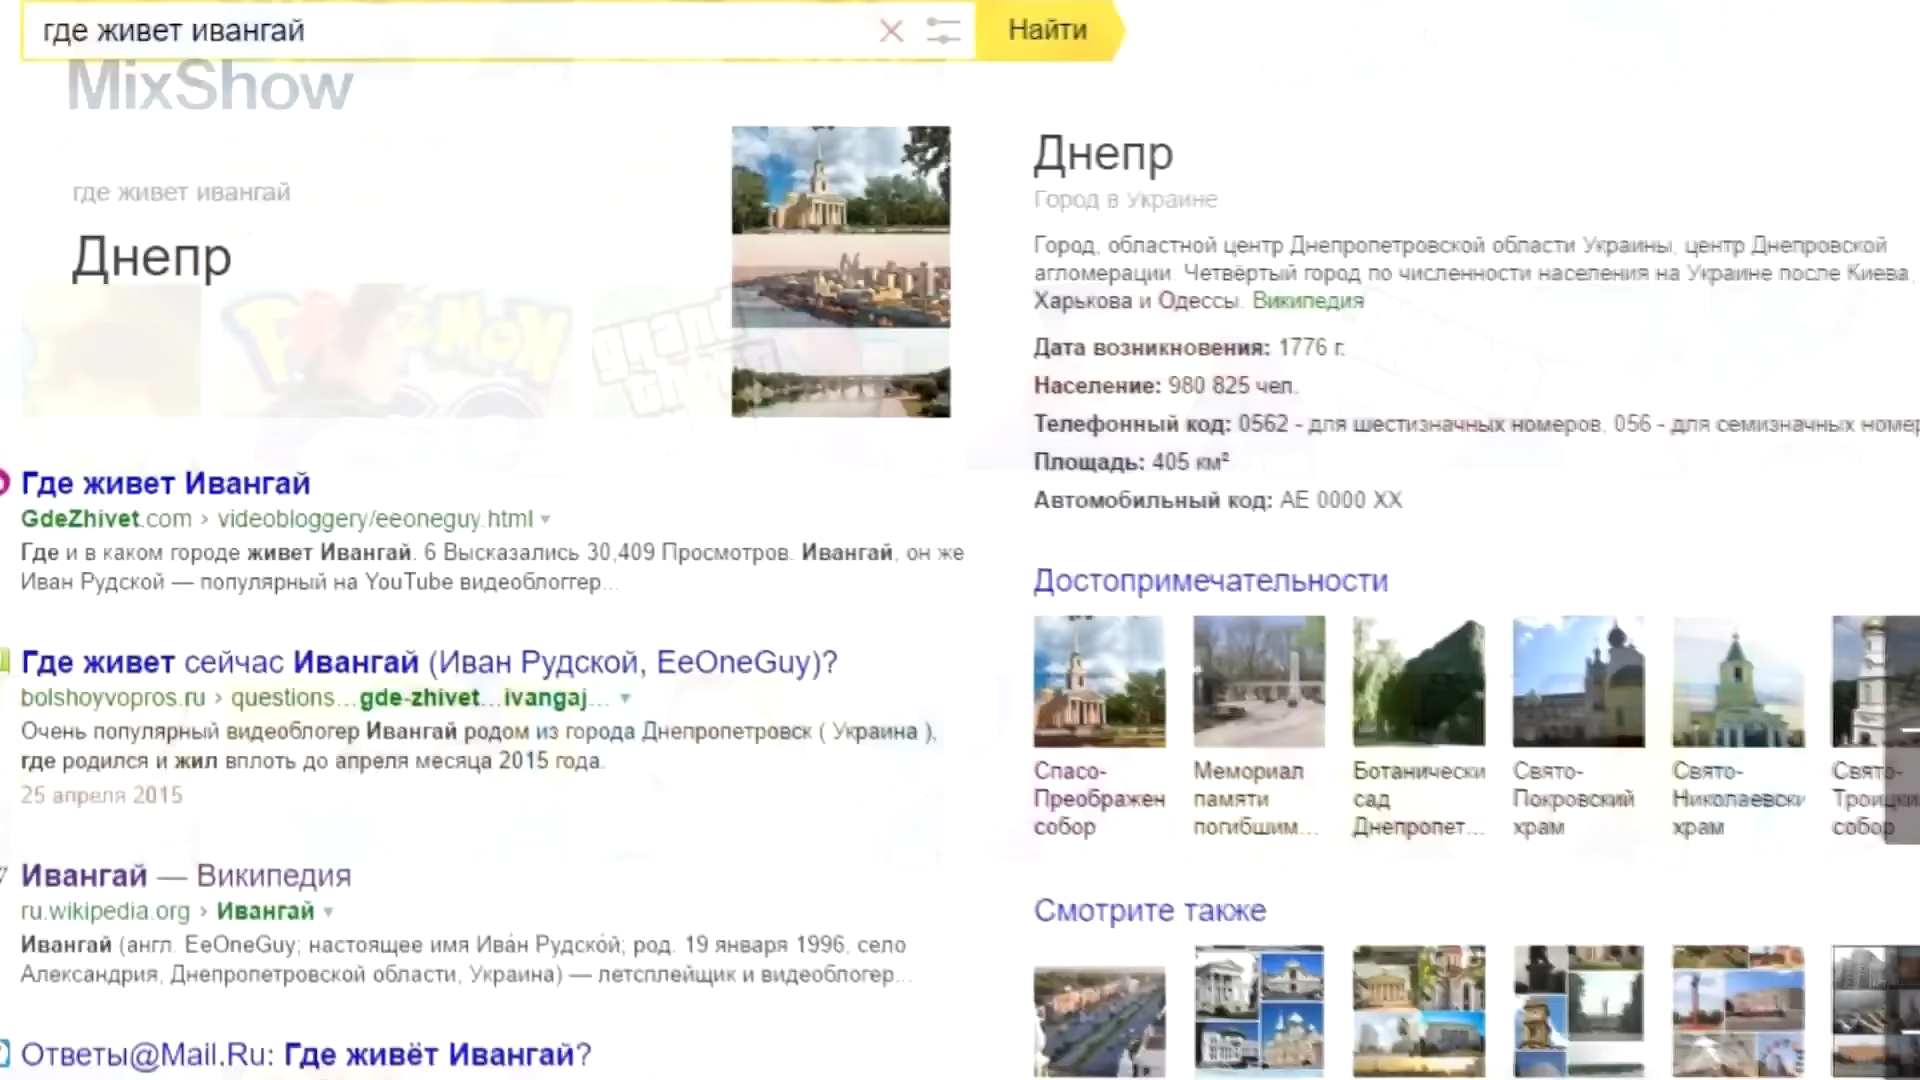 где живет ивангай
Найти
MixShow
где живет ивангай
Днепр
Где живет Ивангай
GdeZhivet.com › videobloggery/eeoneguy.html
Где и в каком городе живет Ивангай. 6 Высказались 30,409 Просмотров. Ивангай, он же
Иван Рудской — популярный на YouTube видеоблоггер...
Где живет сейчас Ивангай (Иван Рудской, EeOneGuy)?
bolshoyvopros.ru › questions...gde-zhivet...ivangaj...
Очень популярный видеоблогер Ивангай родом из города Днепропетровск ( Украина ),
где родился и жил вплоть до апреля месяца 2015 года.
25 апреля 2015
Ивангай — Википедия
ru.wikipedia.org › Ивангай
Ивангай (англ. EeOneGuy; настоящее имя Ива́н Рудско́й; род. 19 января 1996, село
Александрия, Днепропетровской области, Украина) — летсплейщик и видеоблогер...
Ответы@Mail.Ru: Где живёт Ивангай?
Днепр
Город в Украине
Город, областной центр Днепропетровской области Украины, центр Днепровской
агломерации. Четвёртый город по численности населения на Украине после Киева,
Харькова и Одессы. Википедия
Дата возникновения: 1776 г.
Население: 980 825 чел.
Телефонный код: 0562 - для шестизначных номеров, 056 - для семизначных номер
Площадь: 405 км²
Автомобильный код: AE 0000 XX
Достопримечательности
Спасо-
Преображен
собор
Мемориал
памяти
погибшим...
Ботанически
сад
Днепропет...
Свято-
Покровский
храм
Свято-
Николаевски
храм
Свято-
Троицки
собор
Смотрите также